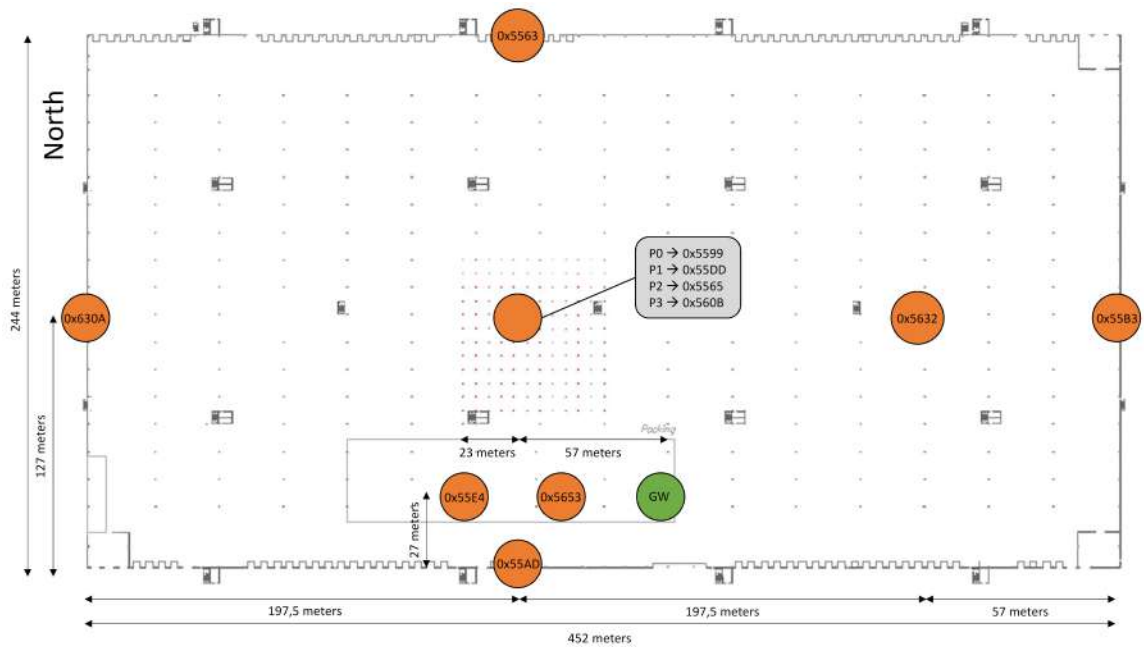 0x5563
North
P0 → 0x5599
P1 → 0x55DD
P2 → 0x5565
P3 → 0x560B
244 meters
0x630A
0x5632
0x55B3
127 meters
Packing
23 meters
57 meters
0x55E4
0x5653
GW
27 meters
0x55AD
197,5 meters
197,5 meters
57 meters
452 meters